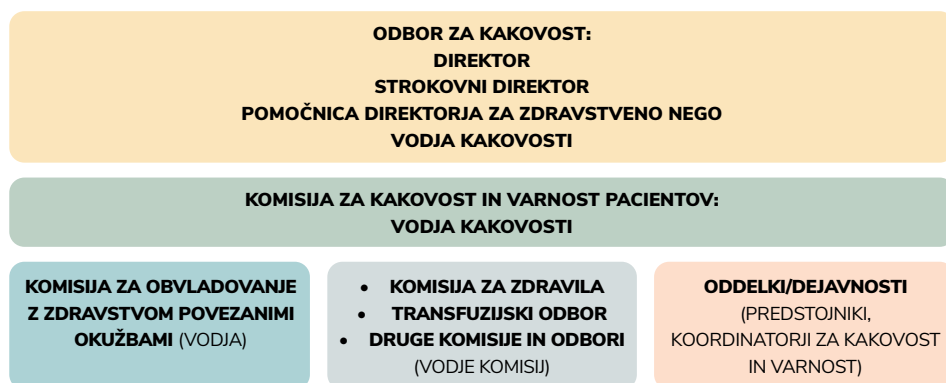 ODBOR ZA KAKOVOST:
DIREKTOR
STROKOVNI DIREKTOR
POMOČNICA DIREKTORJA ZA ZDRAVSTVENO NEGO
VODJA KAKOVOSTI
KOMISIJA ZA KAKOVOST IN VARNOST PACIENTOV:
VODJA KAKOVOSTI
KOMISIJA ZA OBVLADOVANJE
Z ZDRAVSTVOM POVEZANIMI
OKUŽBAMI (VODJA)
• KOMISIJA ZA ZDRAVILA
• TRANSFUZIJSKI ODBOR
• DRUGE KOMISIJE IN ODBORI
(VODJE KOMISIJ)
ODDELKI/DEJAVNOSTI
(PREDSTOJNIKI,
KOORDINATORJI ZA KAKOVOST
IN VARNOST)